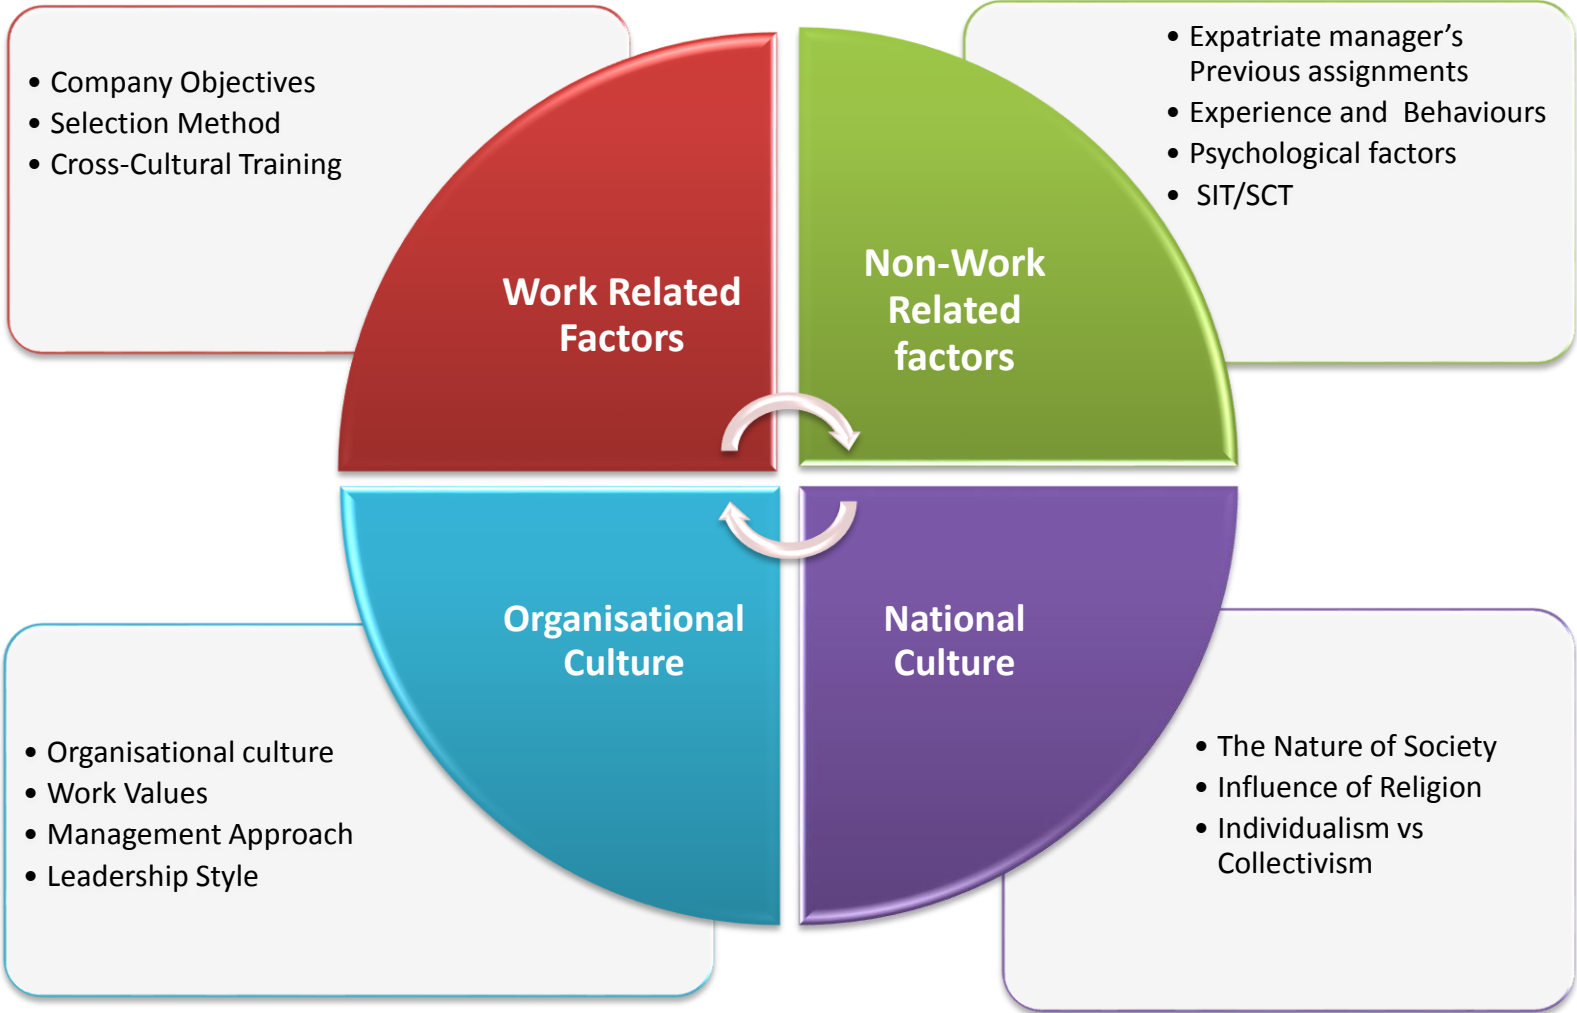 • Company Objectives
• Selection Method
• Cross-Cultural Training
• Expatriate manager’s
Previous assignments
• Experience and Behaviours
• Psychological factors
• SIT/SCT
Work Related
Factors
Non-Work
Related
factors
Organisational
Culture
National
Culture
• Organisational culture
• Work Values
• Management Approach
• Leadership Style
• The Nature of Society
• Influence of Religion
• Individualism vs
Collectivism